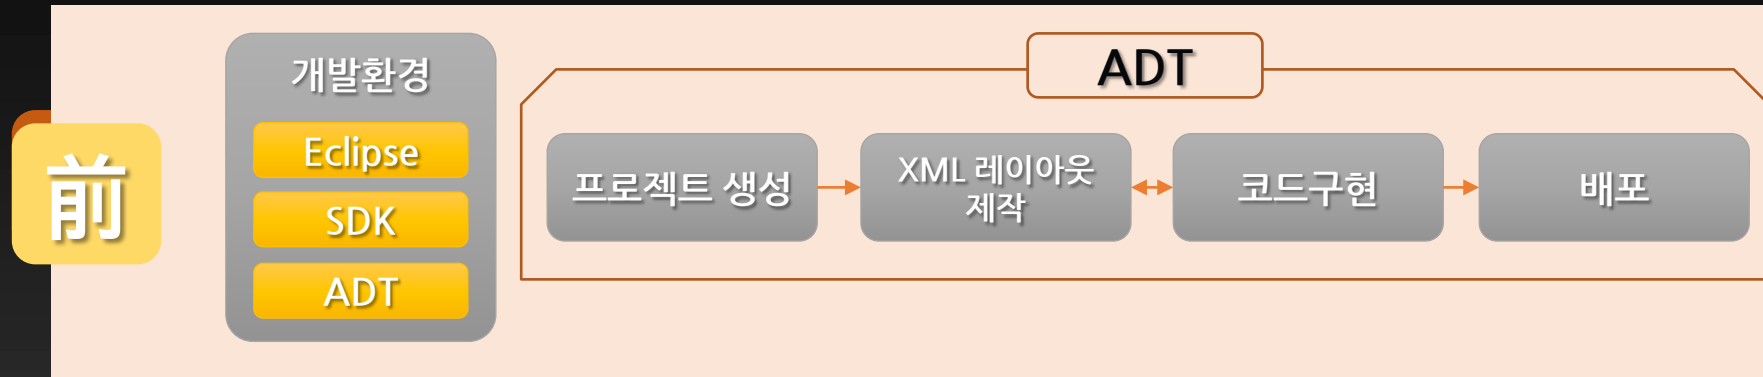 前
개발환경
Eclipse
SDK
ADT
ADT
프로젝트 생성
XML 레이아웃
제작
코드구현
배포